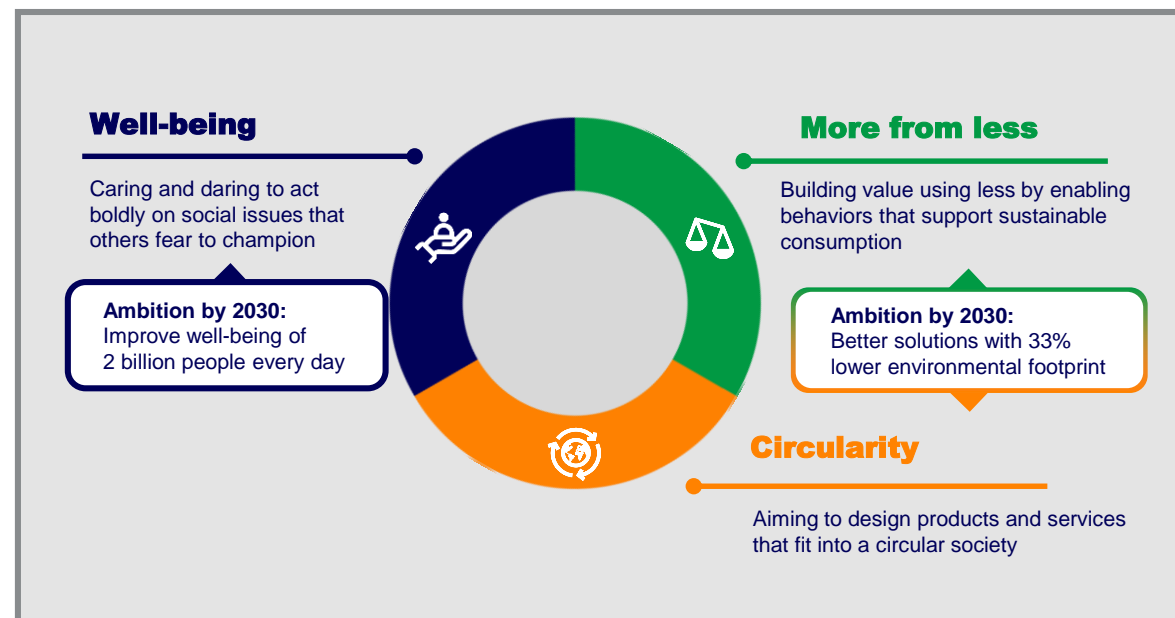 Well-being
Caring and daring to act
boldly on social issues that
others fear to champion
Ambition by 2030:
Improve well-being of
2 billion people every day
More from less
Building value using less by enabling
behaviors that support sustainable
consumption
Ambition by 2030:
Better solutions with 33%
lower environmental footprint
Circularity
Aiming to design products and services
that fit into a circular society